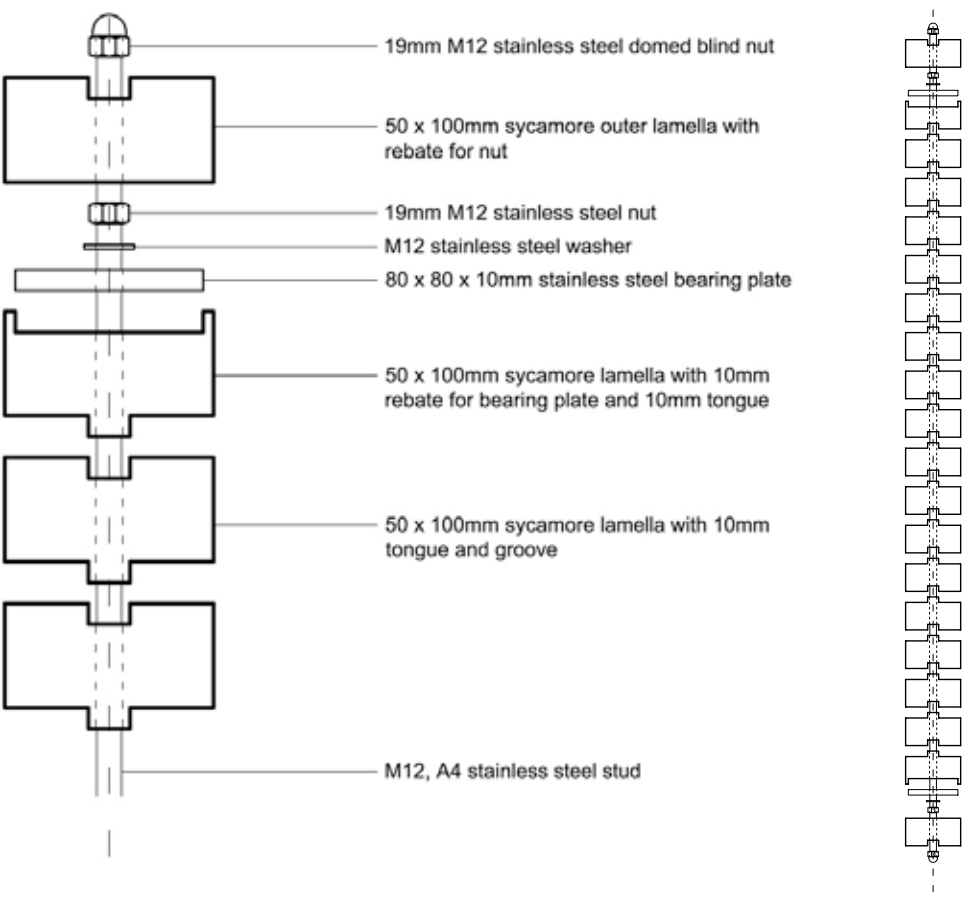 19mm M12 stainless steel domed blind nut
50 x 100mm sycamore outer lamella with
rebate for nut
19mm M12 stainless steel nut
M12 stainless steel washer
80 x 80 x 10mm stainless steel bearing plate
50 x 100mm sycamore lamella with 10mm
rebate for bearing plate and 10mm tongue
50 x 100mm sycamore lamella with 10mm
tongue and groove
M12, A4 stainless steel stud